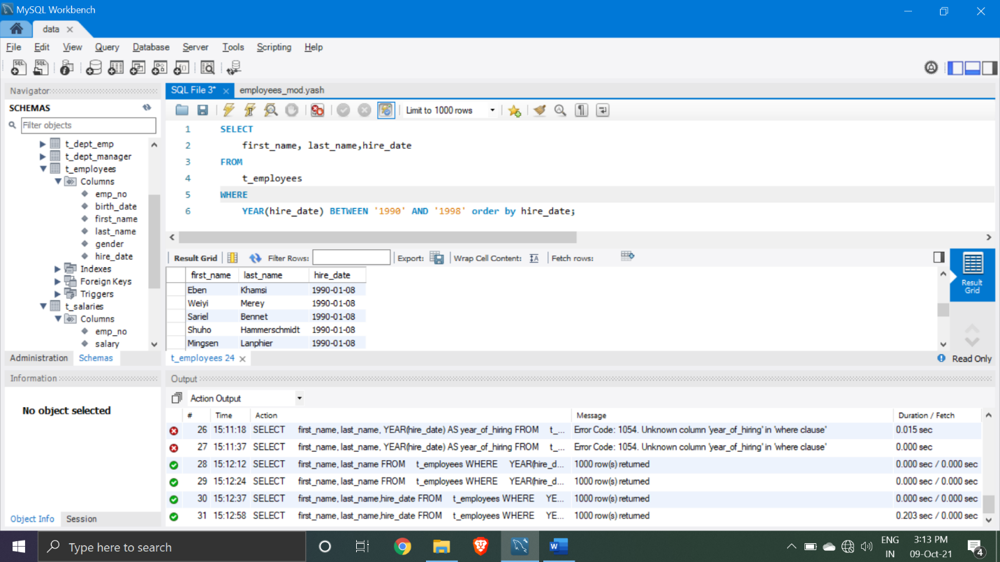 MySQL Workbench
data
File Edit View Query Database Server Tools Scripting Help
Navigator
SCHEMAS
Filter objects
t_dept_emp
t_dept_manager
t_employees
Columns
emp_no
birth_date
first_name
last_name
gender
hire_date
Indexes
Foreign Keys
Triggers
t_salaries
Columns
emp_no
salary
Administration Schemas
Information
No object selected
Object Info Session
SQL File 3* employees_mod.yash
Limit to 1000 rows
1 SELECT
2 first_name, last_name,hire_date
3 FROM
4 t_employees
5 WHERE
6 YEAR(hire_date) BETWEEN '1990' AND '1998' order by hire_date;
Result Grid Filter Rows: Export: Wrap Cell Content: Fetch rows:
first_name last_name hire_date
Eben Khamsi 1990-01-08
Weiyi Merey 1990-01-08
Sariel Bennet 1990-01-08
Shuho Hammerschmidt 1990-01-08
Mingsen Lanphier 1990-01-08
Result
Grid
t_employees 24
Read Only
Output
Action Output
# Time Action Message Duration / Fetch
26 15:11:18 SELECT first_name, last_name, YEAR(hire_date) AS year_of_hiring FROM t_... Error Code: 1054. Unknown column 'year_of_hiring' in 'where clause' 0.015 sec
27 15:11:37 SELECT first_name, last_name, YEAR(hire_date) AS year_of_hiring FROM t_... Error Code: 1054. Unknown column 'year_of_hiring' in 'where clause' 0.000 sec
28 15:12:12 SELECT first_name, last_name FROM t_employees WHERE YEAR(hire_d... 1000 row(s) returned 0.000 sec / 0.000 sec
29 15:12:24 SELECT first_name, last_name FROM t_employees WHERE YEAR(hire_d... 1000 row(s) returned 0.000 sec / 0.000 sec
30 15:12:37 SELECT first_name, last_name,hire_date FROM t_employees WHERE YE... 1000 row(s) returned 0.000 sec / 0.000 sec
31 15:12:58 SELECT first_name, last_name,hire_date FROM t_employees WHERE YE... 1000 row(s) returned 0.203 sec / 0.000 sec
Type here to search
ENG
IN
3:13 PM
09-Oct-21
4